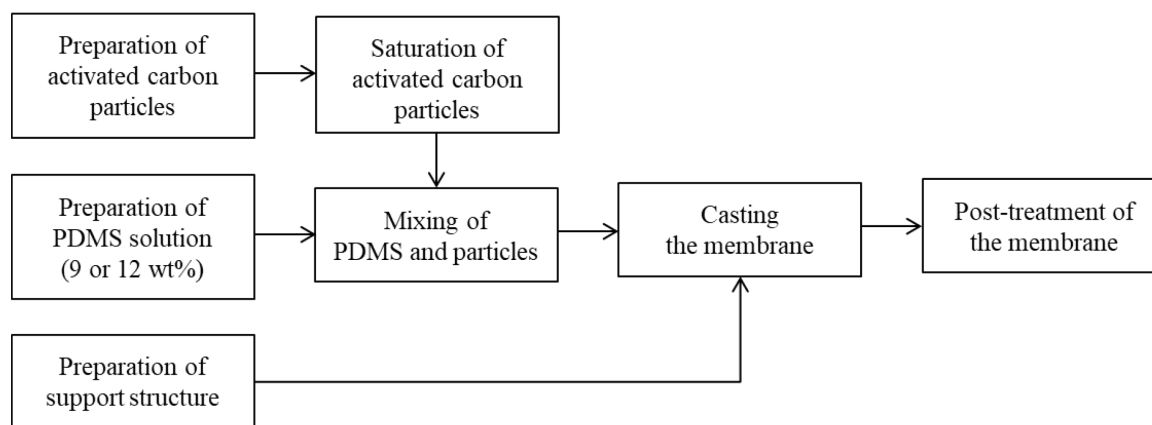 Preparation of
activated carbon
particles
Saturation of
activated carbon
particles
Preparation of
PDMS solution
(9 or 12 wt%)
Mixing of
PDMS and particles
Casting
the membrane
Post-treatment of
the membrane
Preparation of
support structure